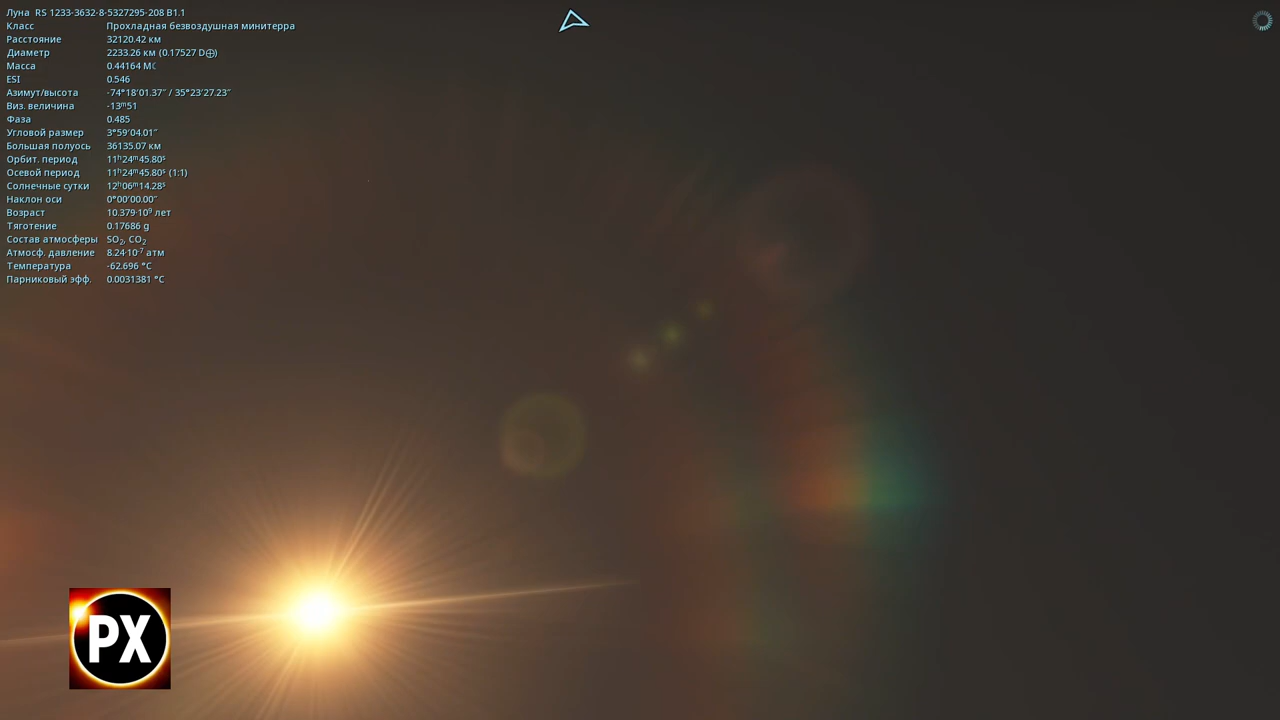 Луна RS 1233-3632-8-5327295-208 B1.1
Класс Прохладная безвоздушная минитерра
Расстояние 32120.42 км
Диаметр 2233.26 км (0.17527 D⊕)
Масса 0.44164 M☾
ESI 0.546
Азимут/высота -74°18′01.37″ / 35°23′27.23″
Виз. величина -13ᵐ51
Фаза 0.485
Угловой размер 3°59′04.01″
Большая полуось 36135.07 км
Орбит. период 11ʰ24ᵐ45.80ˢ
Осевой период 11ʰ24ᵐ45.80ˢ (1:1)
Солнечные сутки 12ʰ06ᵐ14.28ˢ
Наклон оси 0°00′00.00″
Возраст 10.379·10⁹ лет
Тяготение 0.17686 g
Состав атмосферы SO₂, CO₂
Атмосф. давление 8.24·10⁻⁷ атм
Температура -62.696 °C
Парниковый эфф. 0.0031381 °C
PX